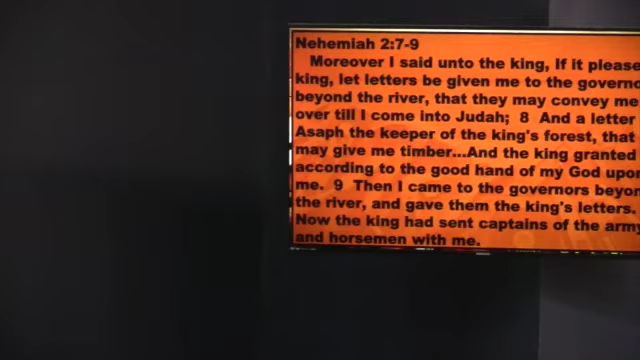 Nehemiah 2:7-9
Moreover I said unto the king, If it please
king, let letters be given me to the
beyond the river, that they may convey me
over till I come into Judah; 8 And a letter
Asaph the keeper of the king's forest, that
may give me timber...And the king granted
according to the good hand of my God upon
me. 9 Then I came to the governors
the river, and gave them the king's letters.
Now the king had sent captains of the army
and horsemen with me.